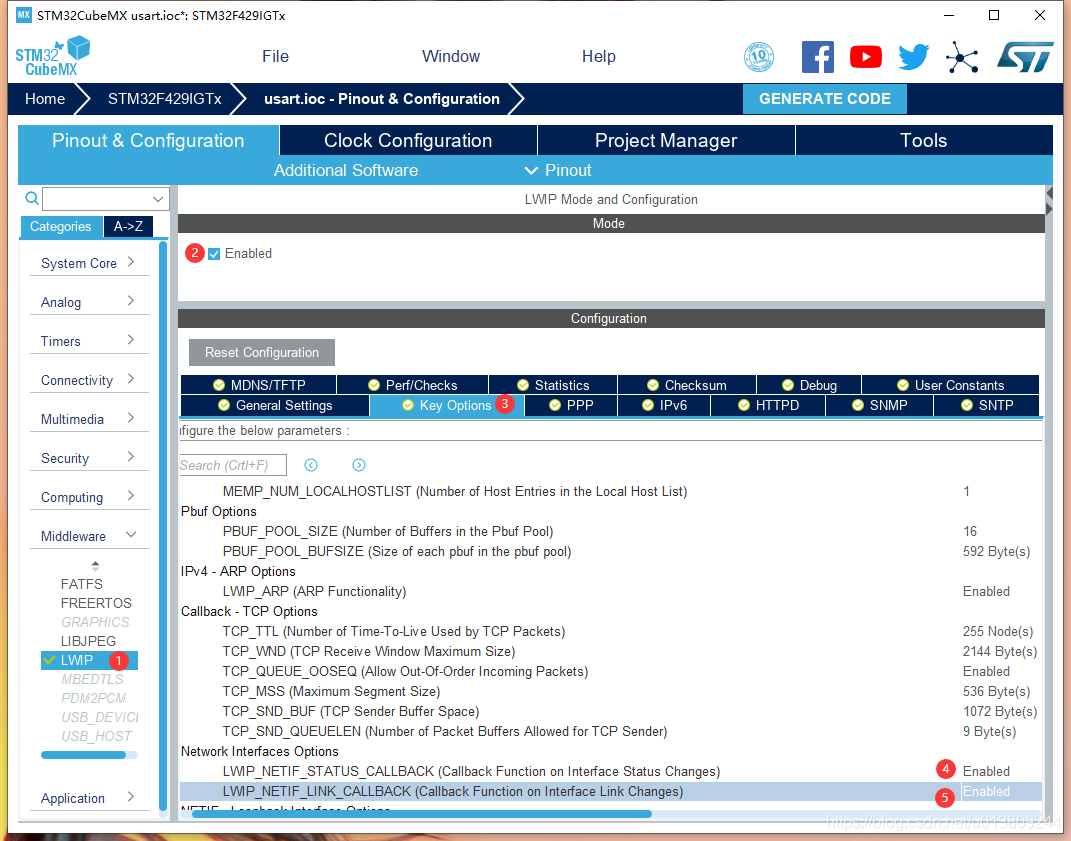 MX STM32CubeMX usart.ioc*: STM32F429IGTx
STM32 CubeMX
File Window Help
10
Home STM32F429IGTx usart.ioc - Pinout & Configuration GENERATE CODE
Pinout & Configuration Clock Configuration Project Manager Tools
Additional Software Pinout
LWIP Mode and Configuration
Categories A->Z
Mode
2 Enabled
System Core
Analog
Timers
Connectivity
Multimedia
Security
Computing
Middleware
FATFS
FREERTOS
GRAPHICS
LIBJPEG
LWIP 1
MBEDTLS
PDM2PCM
USB_DEVIC
USB_HOST
Application
Configuration
Reset Configuration
MDNS/TFTP Perf/Checks Statistics Checksum Debug User Constants
General Settings Key Options 3 PPP IPv6 HTTPD SNMP SNTP
nfigure the below parameters :
Search (Crtl+F)
MEMP_NUM_LOCALHOSTLIST (Number of Host Entries in the Local Host List) 1
Pbuf Options
PBUF_POOL_SIZE (Number of Buffers in the Pbuf Pool) 16
PBUF_POOL_BUFSIZE (Size of each pbuf in the pbuf pool) 592 Byte(s)
IPv4 - ARP Options
LWIP_ARP (ARP Functionality) Enabled
Callback - TCP Options
TCP_TTL (Number of Time-To-Live Used by TCP Packets) 255 Node(s)
TCP_WND (TCP Receive Window Maximum Size) 2144 Byte(s)
TCP_QUEUE_OOSEQ (Allow Out-Of-Order Incoming Packets) Enabled
TCP_MSS (Maximum Segment Size) 536 Byte(s)
TCP_SND_BUF (TCP Sender Buffer Space) 1072 Byte(s)
TCP_SND_QUEUELEN (Number of Packet Buffers Allowed for TCP Sender) 9 Byte(s)
Network Interfaces Options
LWIP_NETIF_STATUS_CALLBACK (Callback Function on Interface Status Changes) 4 Enabled
LWIP_NETIF_LINK_CALLBACK (Callback Function on Interface Link Changes) 5 Enabled
NETIF - Loopback Interface Options
https://blog.csdn.net/u013809244